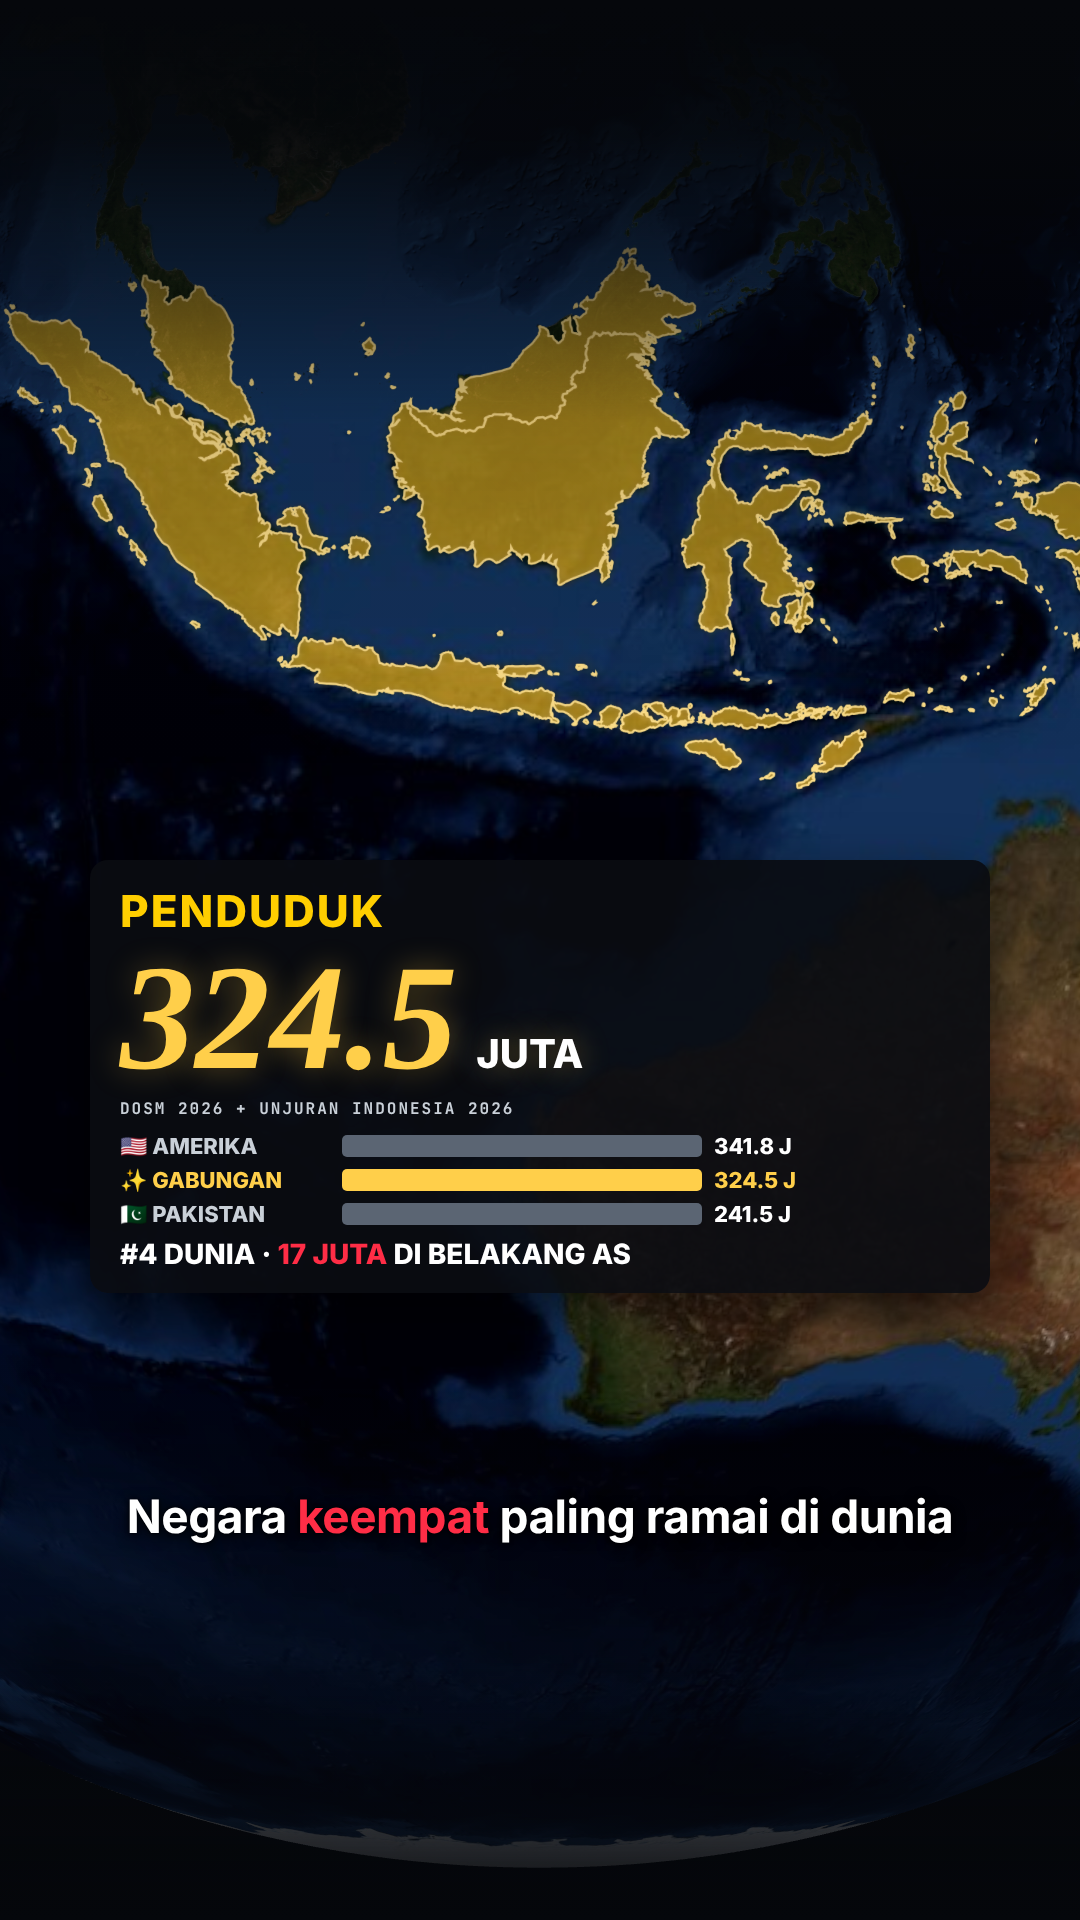 PENDUDUK
324.5 JUTA
DOSM 2026 + UNJURAN INDONESIA 2026
AMERIKA 341.8 J
GABUNGAN 324.5 J
PAKISTAN 241.5 J
#4 DUNIA · 17 JUTA DI BELAKANG AS
Negara keempat paling ramai di dunia